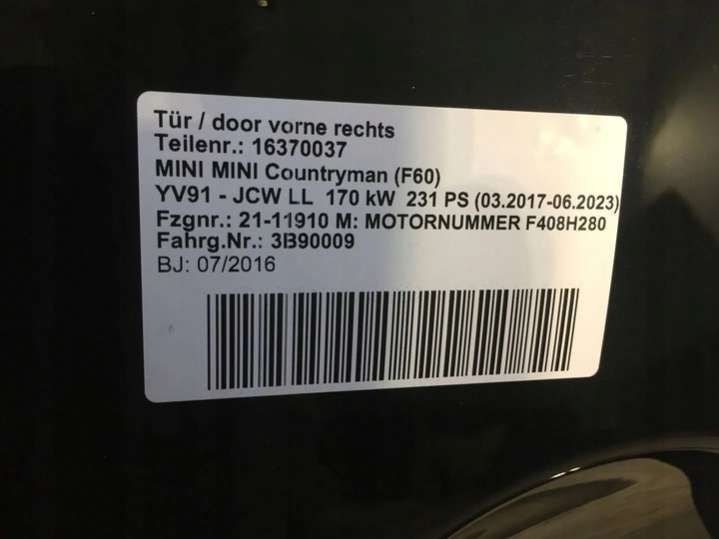 Tür / door vorne rechts
Teilenr.: 16370037
MINI MINI Countryman (F60)
YV91 - JCW LL 170 kW 231 PS (03.2017-06.2023)
Fzgnr.: 21-11910 M: MOTORNUMMER F408H280
Fahrg.Nr.: 3B90009
BJ: 07/2016